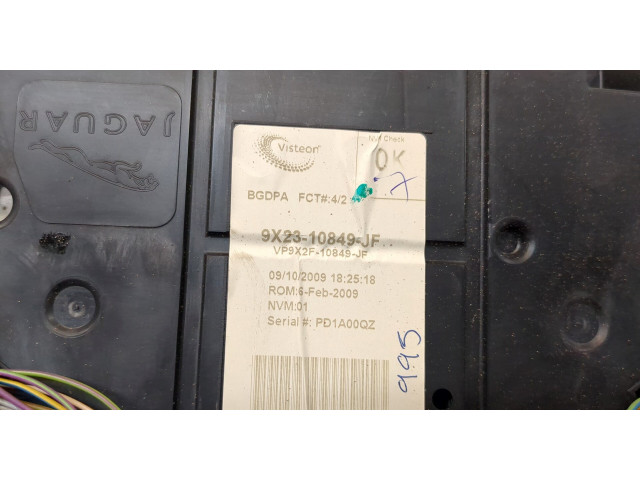 JAGUAR
Visteon
NVM Check
OK
BGDPA FCT#:4/2
7
9X23-10849-JF
VP9X2F-10849-JF
09/10/2009 18:25:18
ROM:6-Feb-2009
NVM:01
Serial #: PD1A00QZ
995